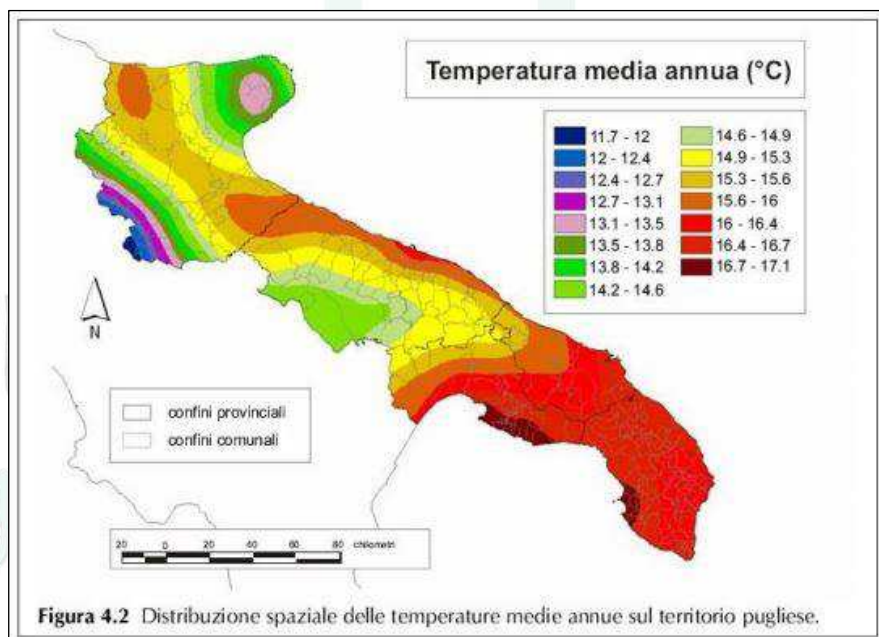 Temperatura media annua (°C)
11.7 - 12
12 - 12.4
12.4 - 12.7
12.7 - 13.1
13.1 - 13.5
13.5 - 13.8
13.8 - 14.2
14.2 - 14.6
14.6 - 14.9
14.9 - 15.3
15.3 - 15.6
15.6 - 16
16 - 16.4
16.4 - 16.7
16.7 - 17.1
N
confini provinciali
confini comunali
20 0 20 40 60 80 chilometri
Figura 4.2 Distribuzione spaziale delle temperature medie annue sul territorio pugliese.